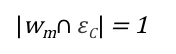 |w_m ∩ ε_C| = 1